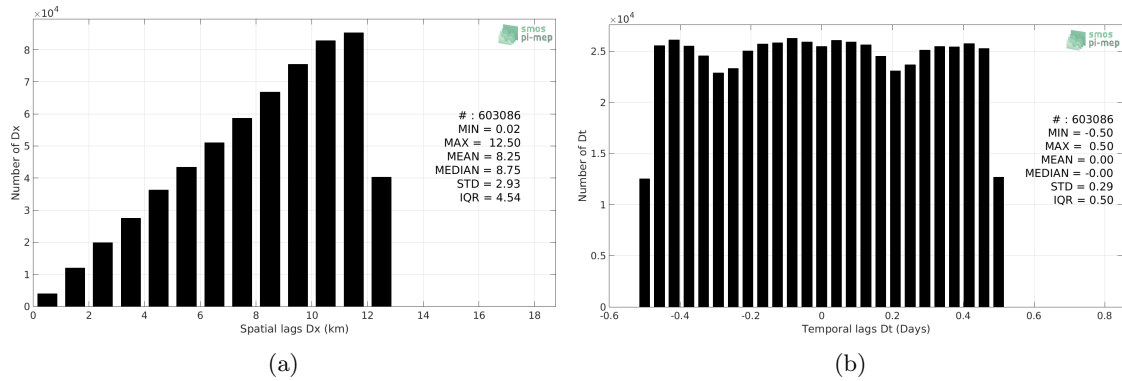 ×10⁴
8
7
6
5
4
3
2
1
0
Number of Dx
smos
pi-mep
# : 603086
MIN = 0.02
MAX = 12.50
MEAN = 8.25
MEDIAN = 8.75
STD = 2.93
IQR = 4.54
0 2 4 6 8 10 12 14 16 18
Spatial lags Dx (km)
(a)
×10⁴
2.5
2
1.5
1
0.5
0
Number of Dt
smos
pi-mep
# : 603086
MIN = -0.50
MAX = 0.50
MEAN = 0.00
MEDIAN = -0.00
STD = 0.29
IQR = 0.50
-0.6 -0.4 -0.2 0 0.2 0.4 0.6 0.8
Temporal lags Dt (Days)
(b)